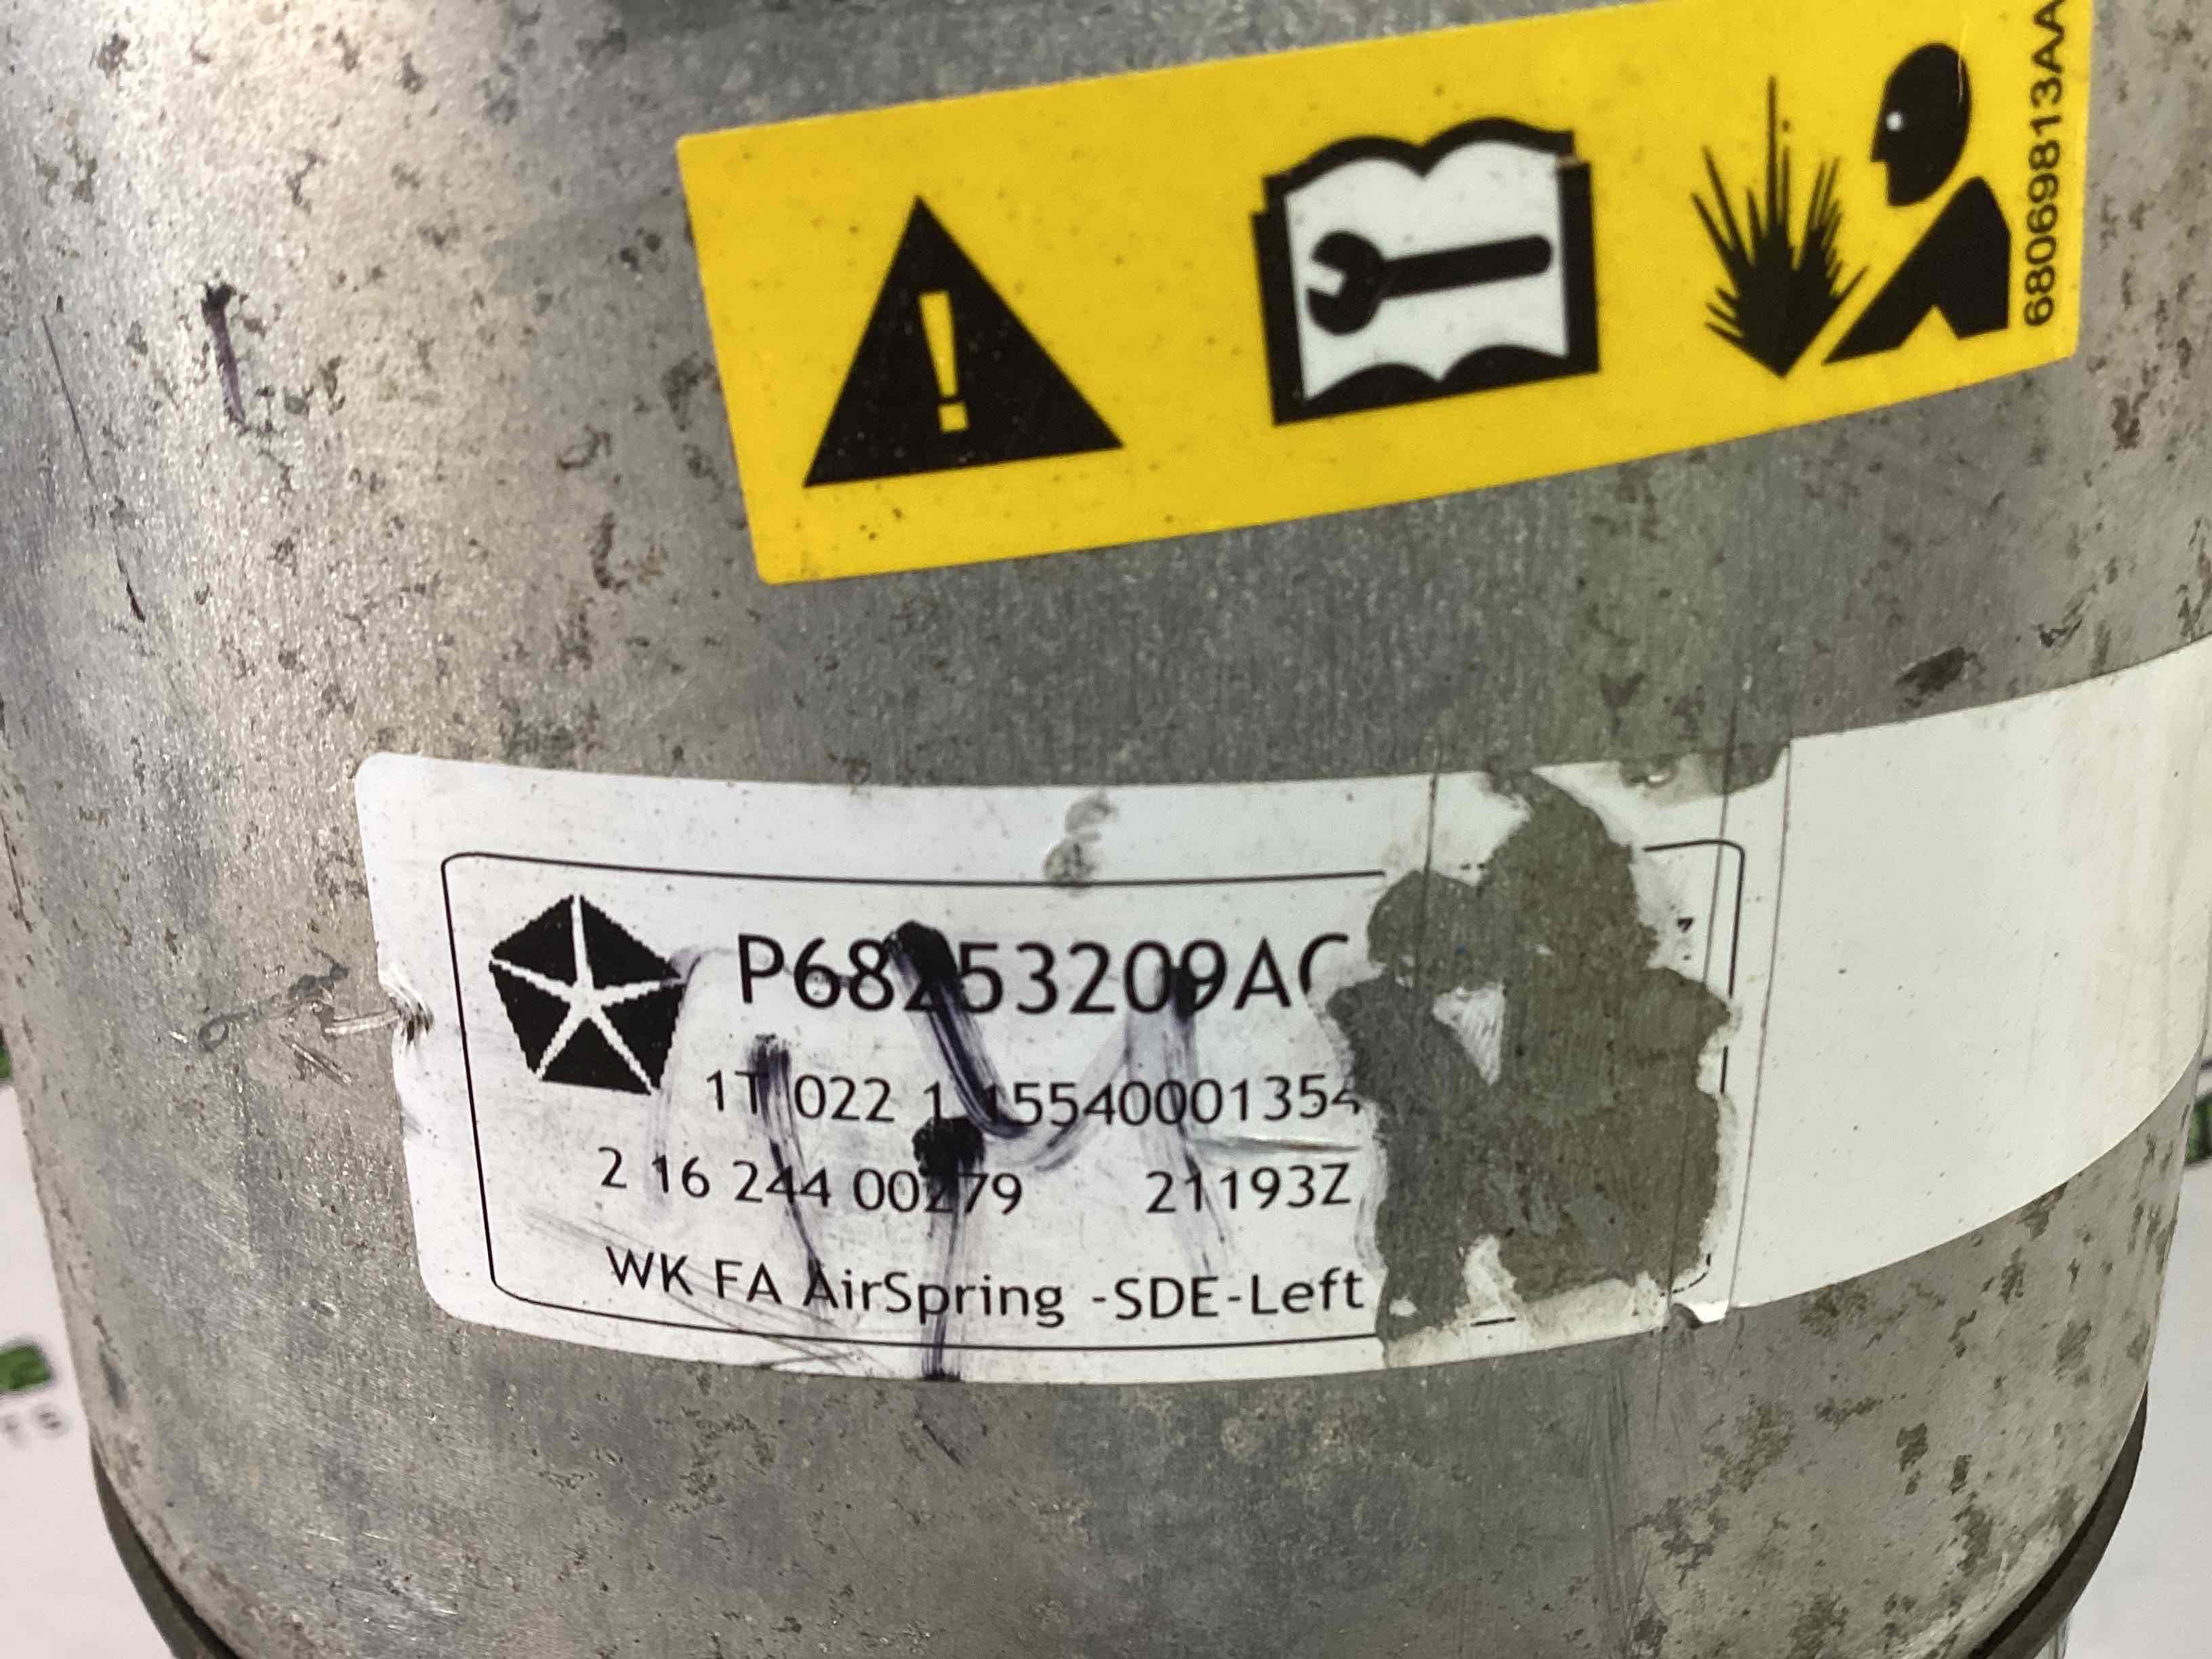 68069813AA
P68253209AC
1T 022 1 15540001354
2 16 244 00279 21193Z
WK FA AirSpring -SDE-Left